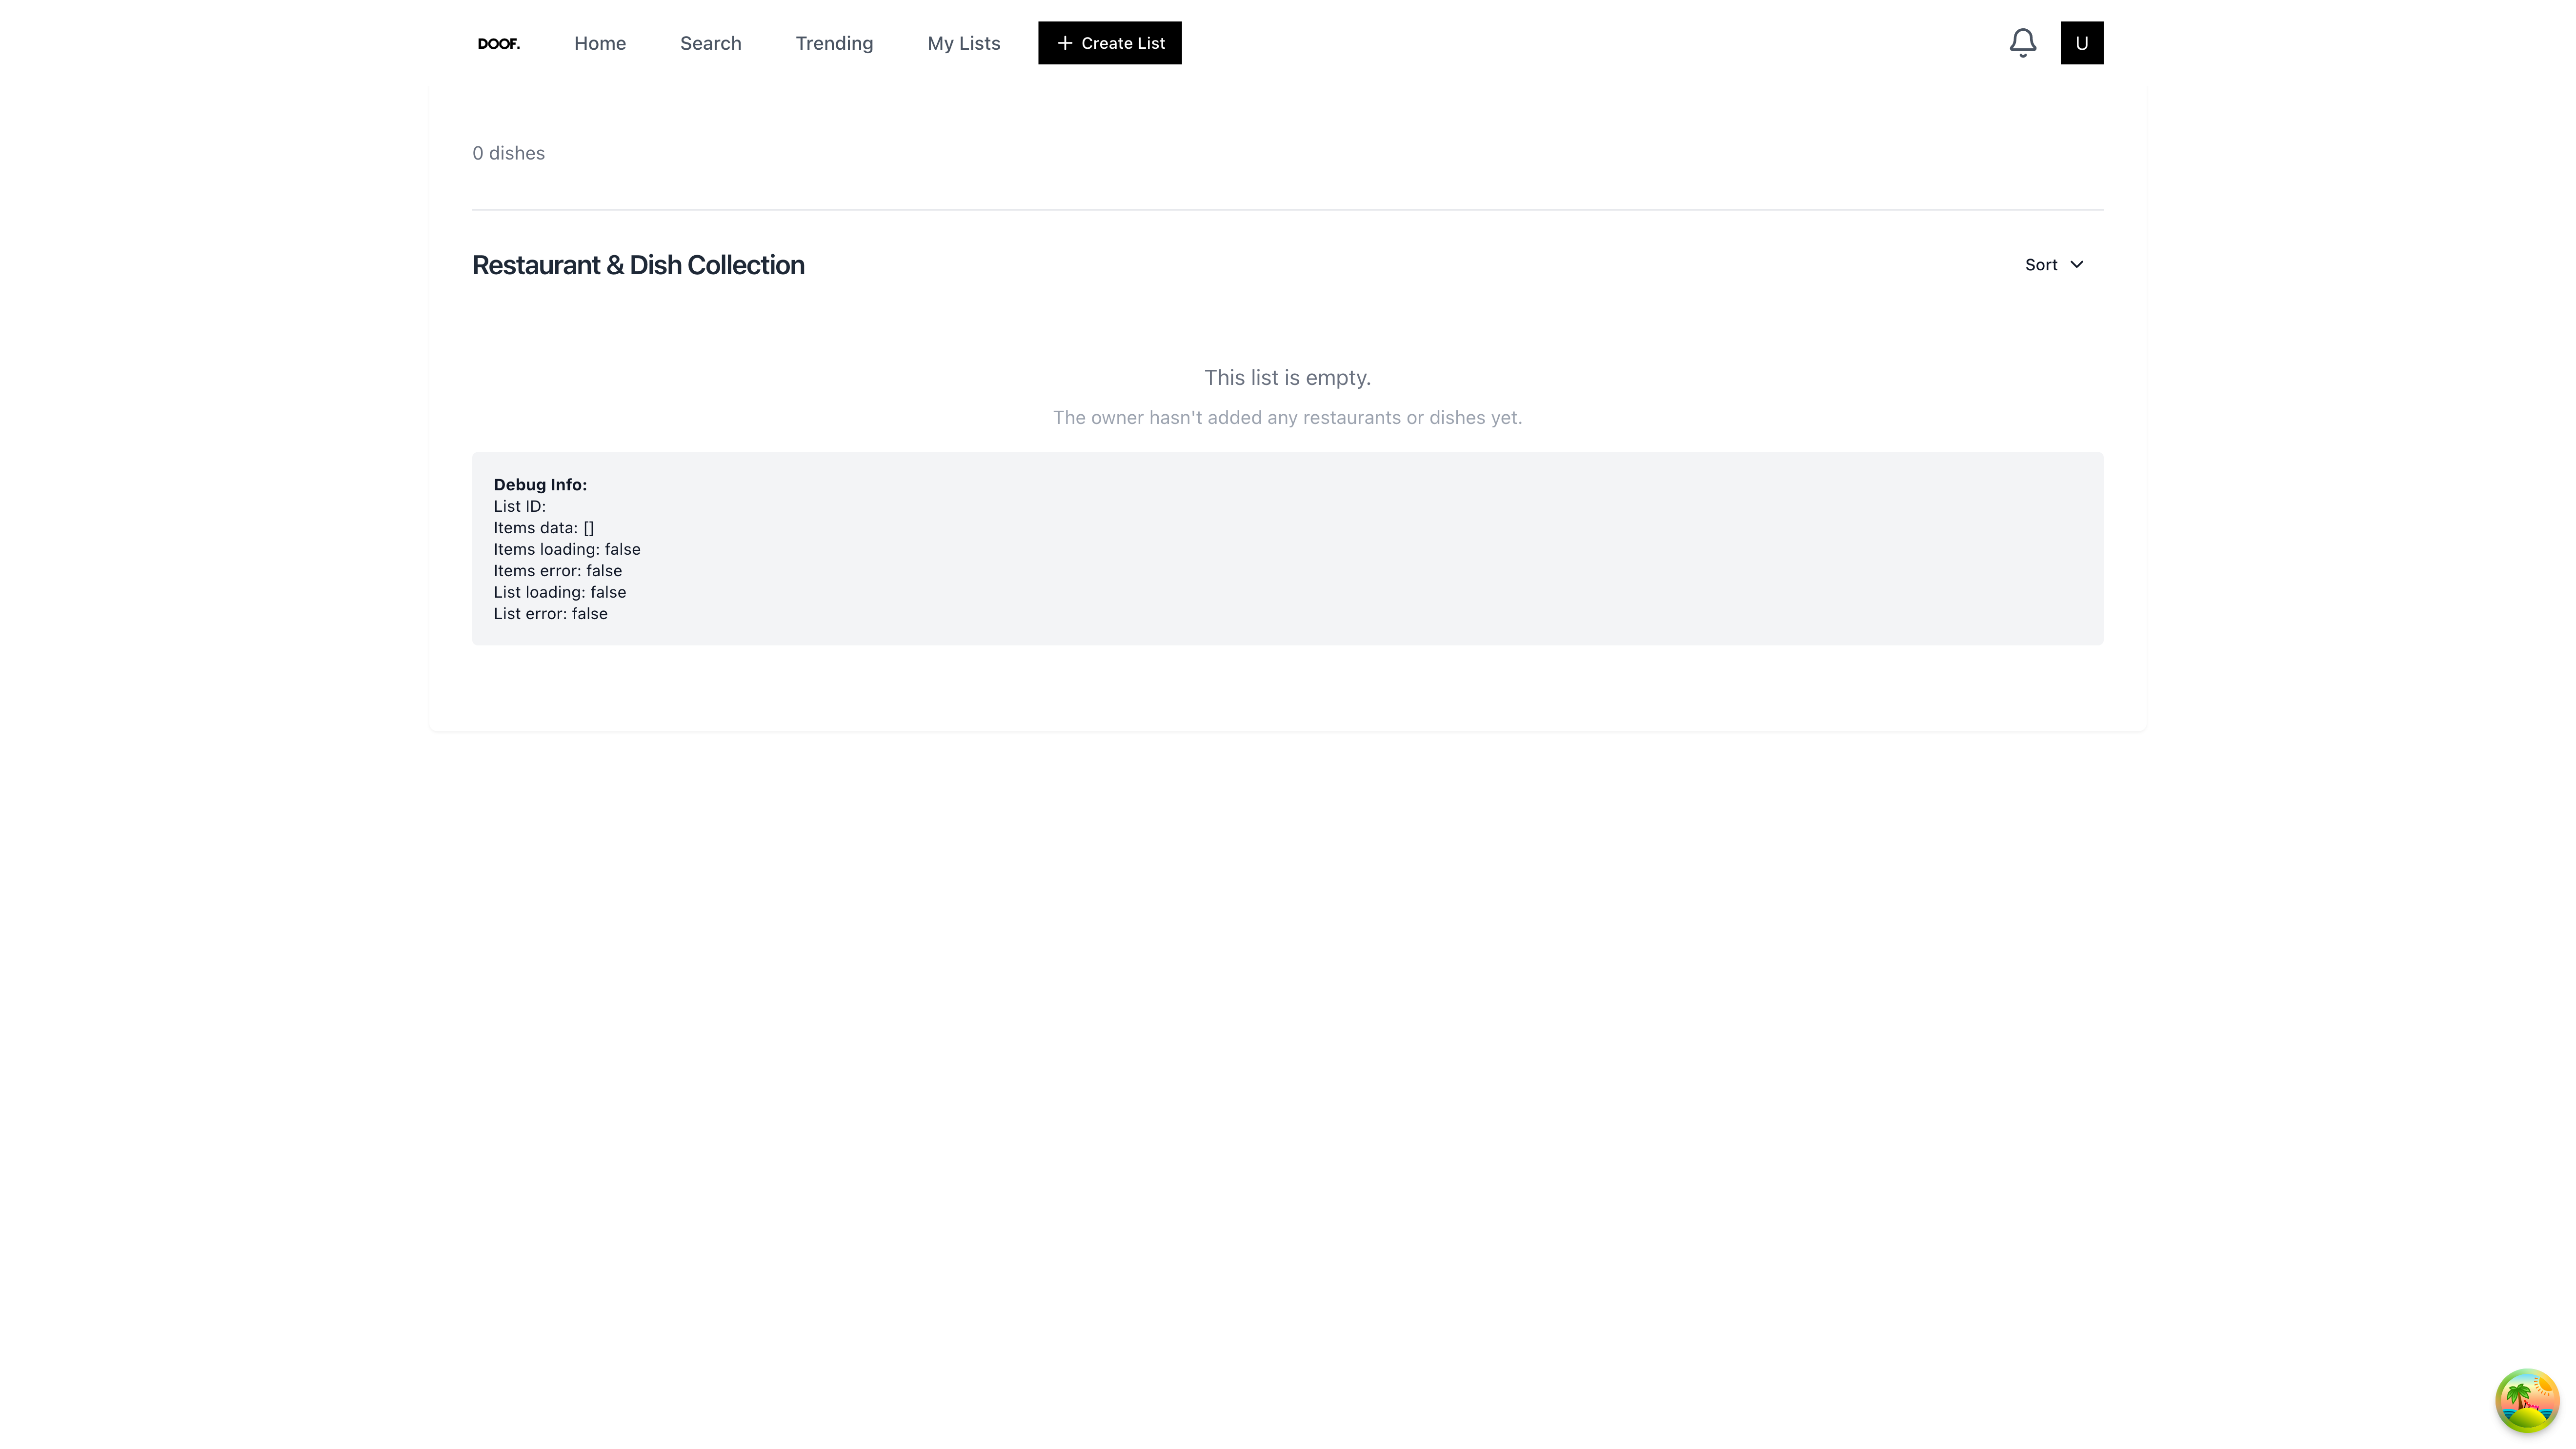 DOOF.
Home
Search
Trending
My Lists
Create List
U
0 dishes
Restaurant & Dish Collection
Sort
This list is empty.
The owner hasn't added any restaurants or dishes yet.
Debug Info:
List ID:
Items data: []
Items loading: false
Items error: false
List loading: false
List error: false